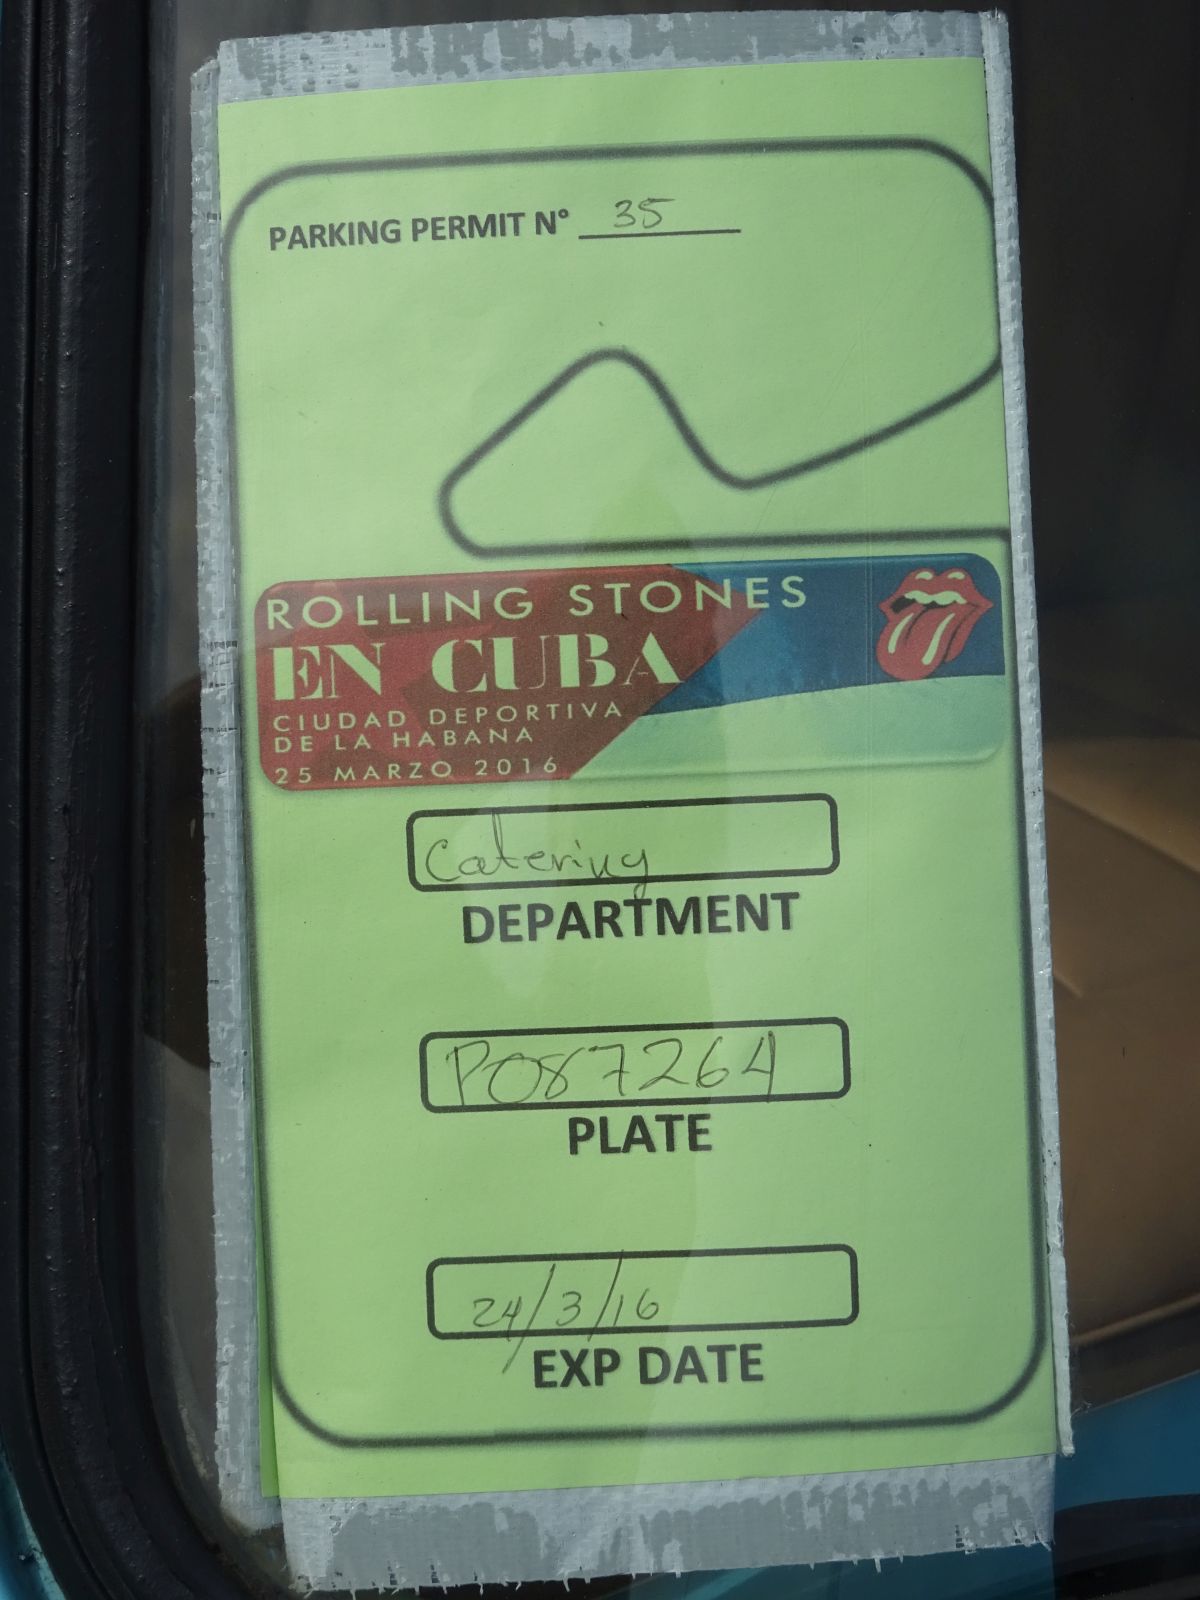 PARKING PERMIT N° 35
ROLLING STONES
EN CUBA
CIUDAD DEPORTIVA
DE LA HABANA
25 MARZO 2016
Catering
DEPARTMENT
P087264
PLATE
24/3/16
EXP DATE